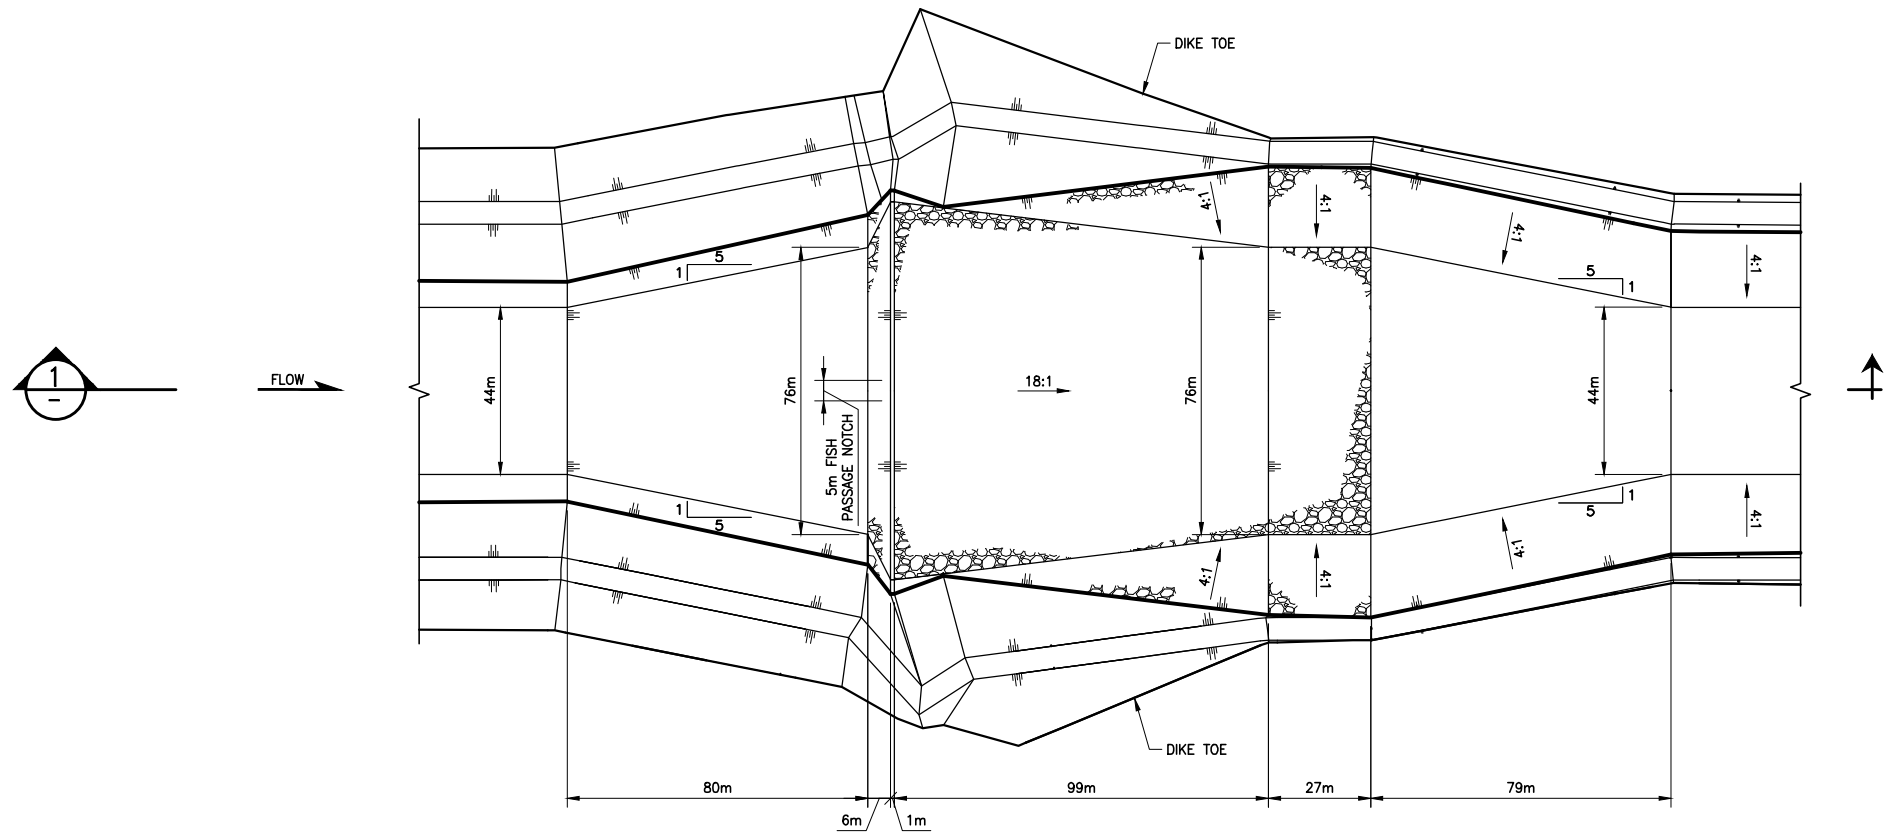 DIKE TOE
4:1
4:1
4:1
4:1
5
1
5
1
1
–
FLOW
44m
76m
5m FISH
PASSAGE NOTCH
18:1
76m
44m
1
5
1
5
4:1
4:1
4:1
4:1
DIKE TOE
80m
99m
27m
79m
6m
1m